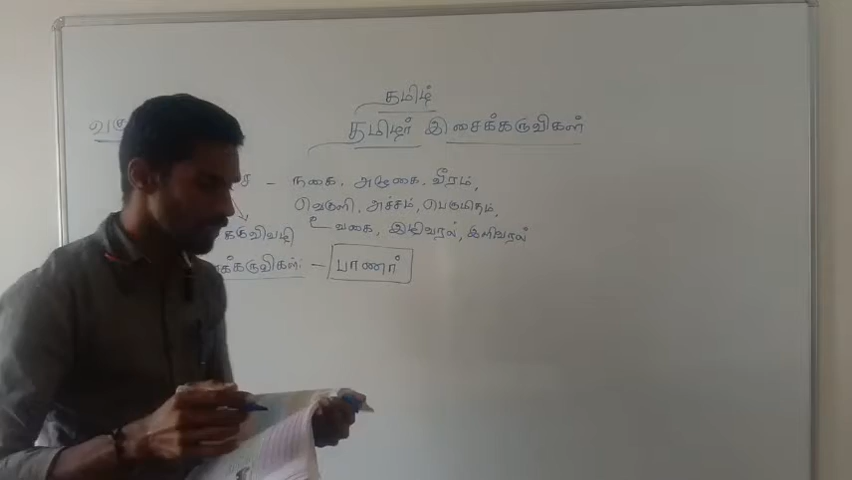 தமிழ்
தமிழர் இசைக்கருவிகள்
நகை, அழுகை, வீரம்,
வெகுளி, அச்சம், பெருமிதம்,
கருவிவழி உவகை, இழிவரல், இளிவரல்
க்கருவிகள்: - பாணர்